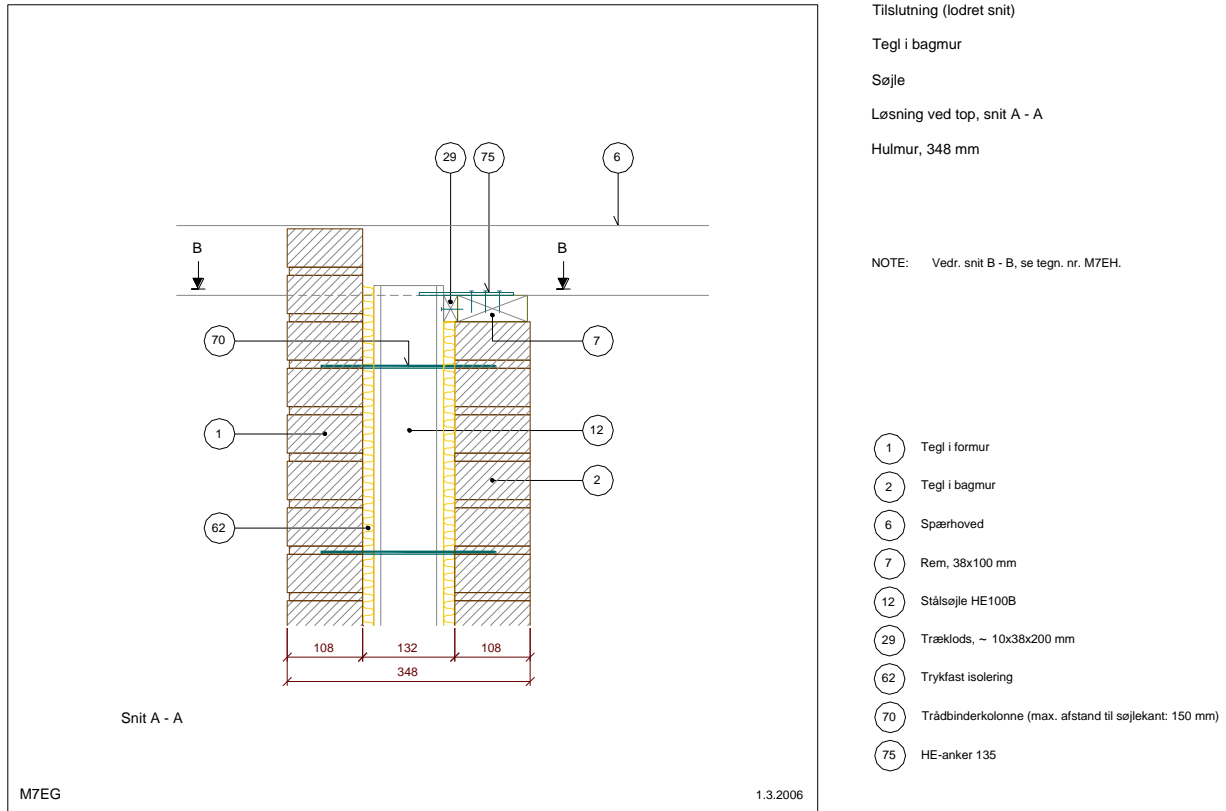 Tilslutning (lodret snit)
Tegl i bagmur
Søjle
Løsning ved top, snit A - A
Hulmur, 348 mm
NOTE: Vedr. snit B - B, se tegn. nr. M7EH.
29 75 6
B B
70 7
1 12
2
62
108 132 108
348
Snit A - A
M7EG 1.3.2006
1 Tegl i formur
2 Tegl i bagmur
6 Spærhoved
7 Rem, 38x100 mm
12 Stålsøjle HE100B
29 Træklods, ~ 10x38x200 mm
62 Trykfast isolering
70 Trådbinderkolonne (max. afstand til søjlekant: 150 mm)
75 HE-anker 135